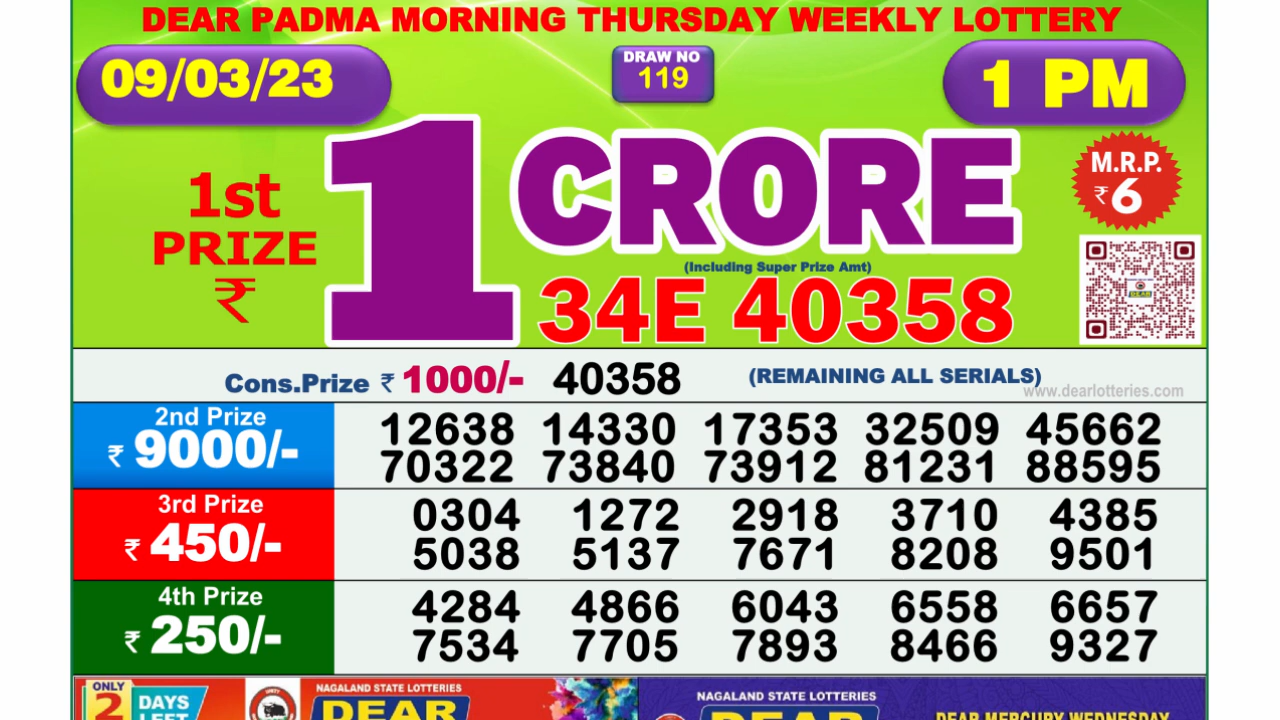 DEAR PADMA MORNING THURSDAY WEEKLY LOTTERY
09/03/23
DRAW NO
119
1 PM
1st
PRIZE
₹
1 CRORE
(Including Super Prize Amt)
34E 40358
M.R.P.
₹6
DEAR
Cons.Prize ₹ 1000/- 40358 (REMAINING ALL SERIALS)
www.dearlotteries.com
2nd Prize
₹ 9000/-
12638 14330 17353 32509 45662
70322 73840 73912 81231 88595
3rd Prize
₹ 450/-
0304 1272 2918 3710 4385
5038 5137 7671 8208 9501
4th Prize
₹ 250/-
4284 4866 6043 6558 6657
7534 7705 7893 8466 9327
ONLY
2 DAYS
LEFT
UNITY
NAGALAND STATE LOTTERIES
DEAR
NAGALAND STATE LOTTERIES
DEAR
DEAR MERCURY WEDNESDAY